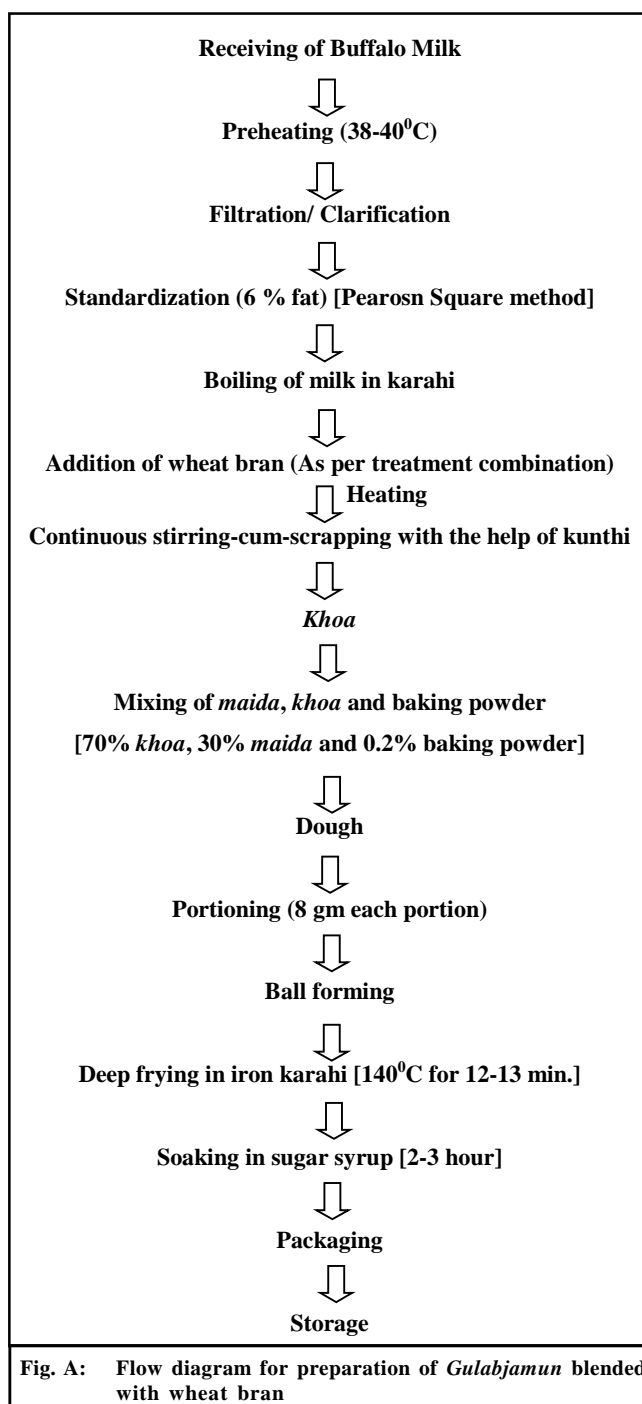 Receiving of Buffalo Milk
Preheating (38-40⁰C)
Filtration/ Clarification
Standardization (6 % fat) [Pearosn Square method]
Boiling of milk in karahi
Addition of wheat bran (As per treatment combination)
Heating
Continuous stirring-cum-scrapping with the help of kunthi
Khoa
Mixing of maida, khoa and baking powder
[70% khoa, 30% maida and 0.2% baking powder]
Dough
Portioning (8 gm each portion)
Ball forming
Deep frying in iron karahi [140⁰C for 12-13 min.]
Soaking in sugar syrup [2-3 hour]
Packaging
Storage
Fig. A: Flow diagram for preparation of Gulabjamun blended
with wheat bran